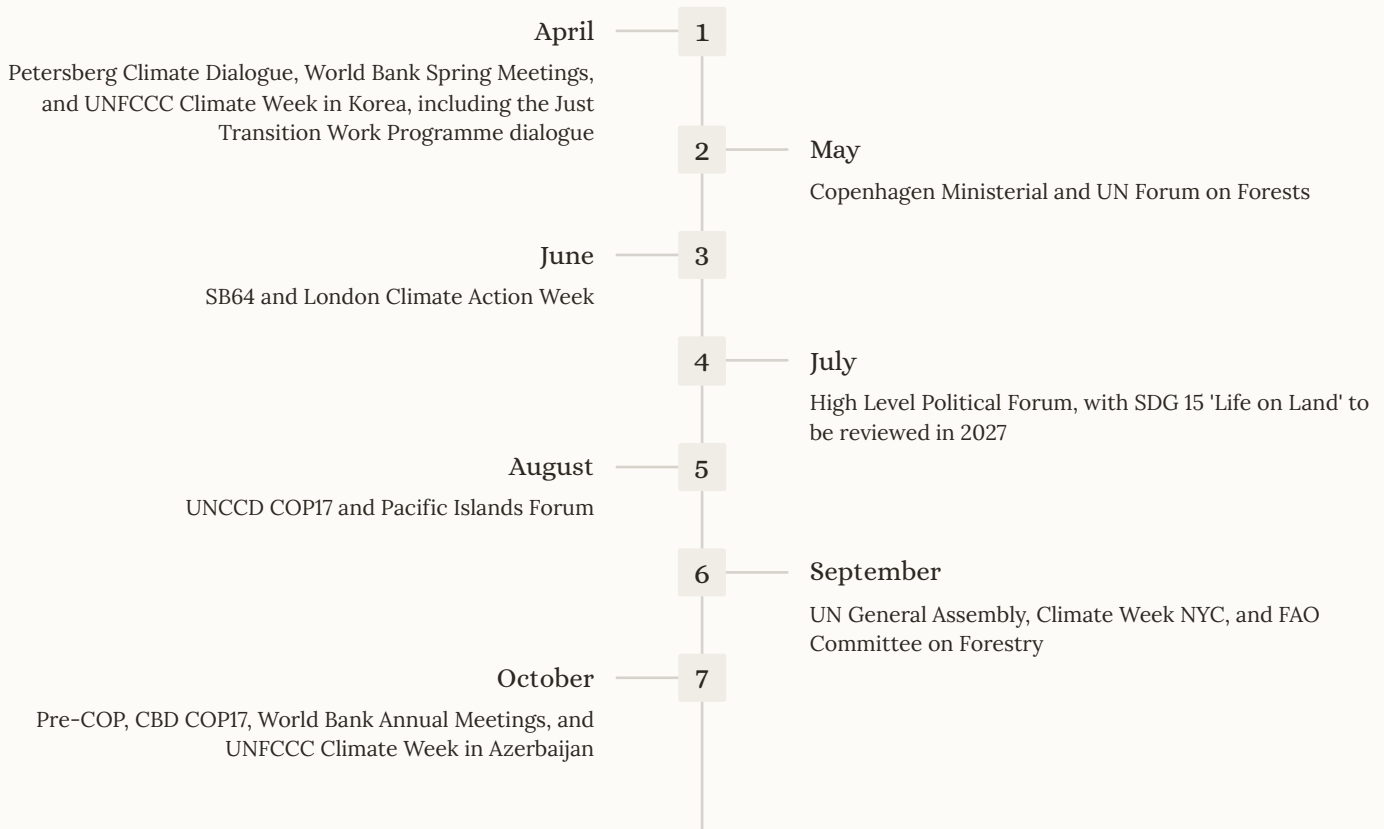 April
1
Petersberg Climate Dialogue, World Bank Spring Meetings,
and UNFCCC Climate Week in Korea, including the Just
Transition Work Programme dialogue
2
May
Copenhagen Ministerial and UN Forum on Forests
June
3
SB64 and London Climate Action Week
4
July
High Level Political Forum, with SDG 15 'Life on Land' to
be reviewed in 2027
August
5
UNCCD COP17 and Pacific Islands Forum
6
September
UN General Assembly, Climate Week NYC, and FAO
Committee on Forestry
October
7
Pre-COP, CBD COP17, World Bank Annual Meetings, and
UNFCCC Climate Week in Azerbaijan